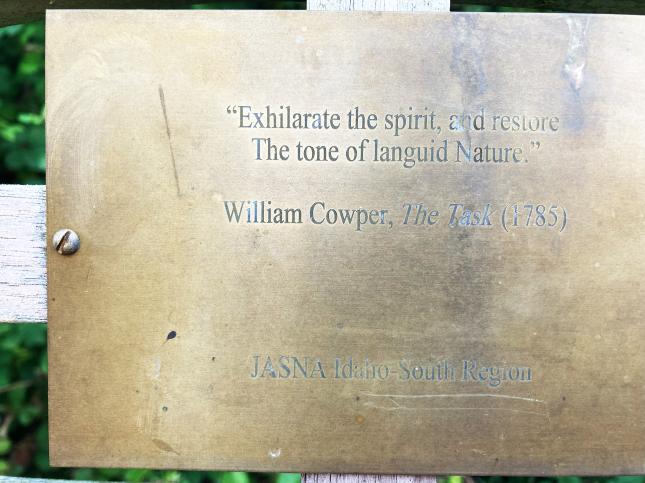 “Exhilarate the spirit, and restore
The tone of languid Nature.”
William Cowper, The Task (1785)
JASNA Idaho-South Region